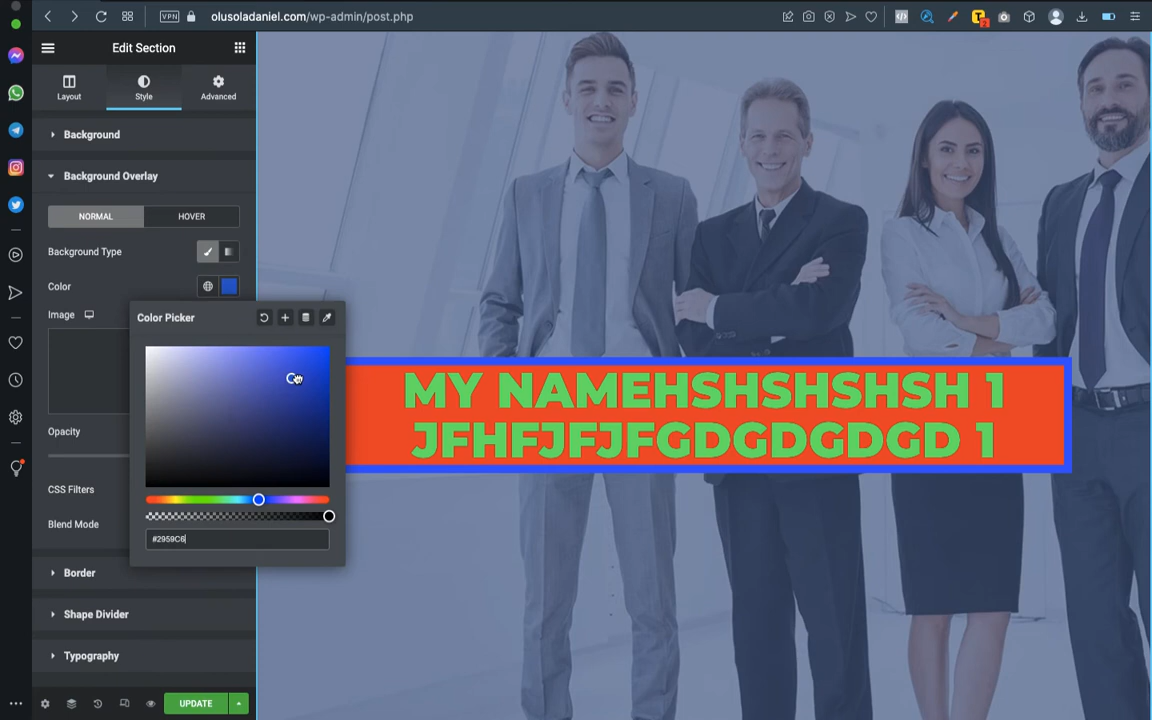 VPN
olusoladaniel.com/wp-admin/post.php
T
2
Edit Section
Layout
Style
Advanced
Background
Background Overlay
NORMAL
HOVER
Background Type
Color
Image
Color Picker
Opacity
CSS Filters
Blend Mode
#2959C6
Border
Shape Divider
Typography
UPDATE
MY NAMEHSHSHSHSH 1
JFHFJFJFGDGDGDGD 1